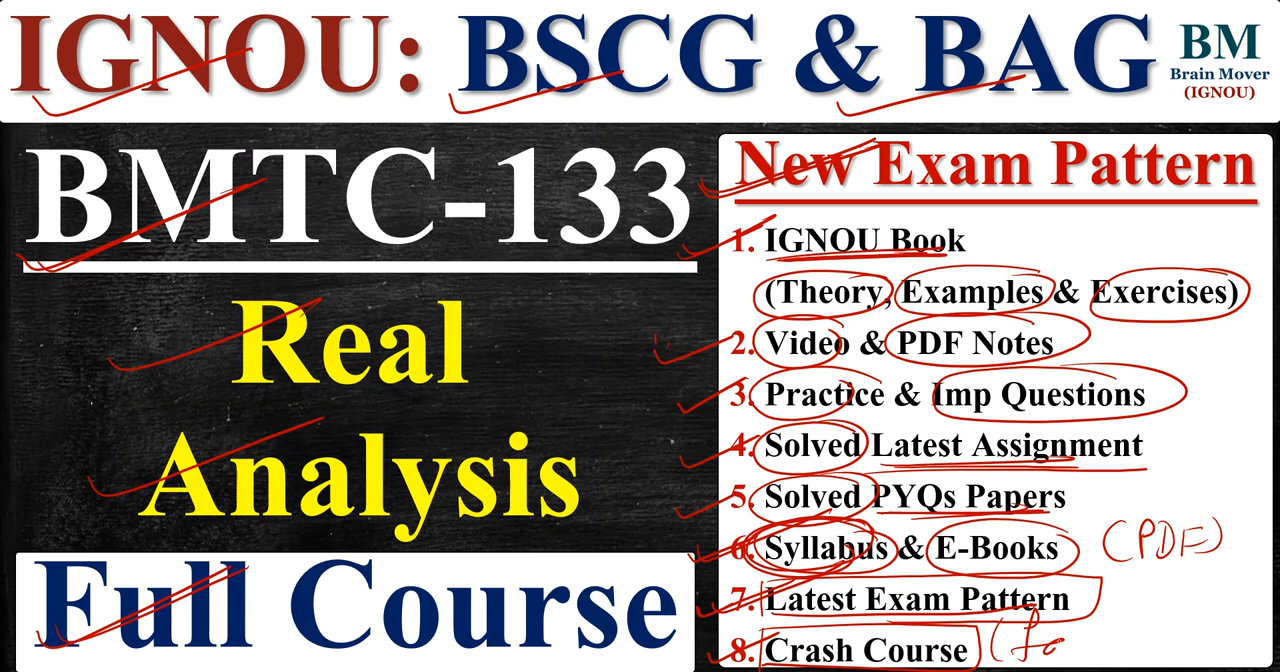 IGNOU: BSCG & BAG
BM
Brain Mover
(IGNOU)
BMTC-133
Real
Analysis
Full Course
New Exam Pattern
1. IGNOU Book
(Theory, Examples & Exercises)
2. Video & PDF Notes
3. Practice & Imp Questions
4. Solved Latest Assignment
5. Solved PYQs Papers
6. Syllabus & E-Books (PDF)
7. Latest Exam Pattern
8. Crash Course